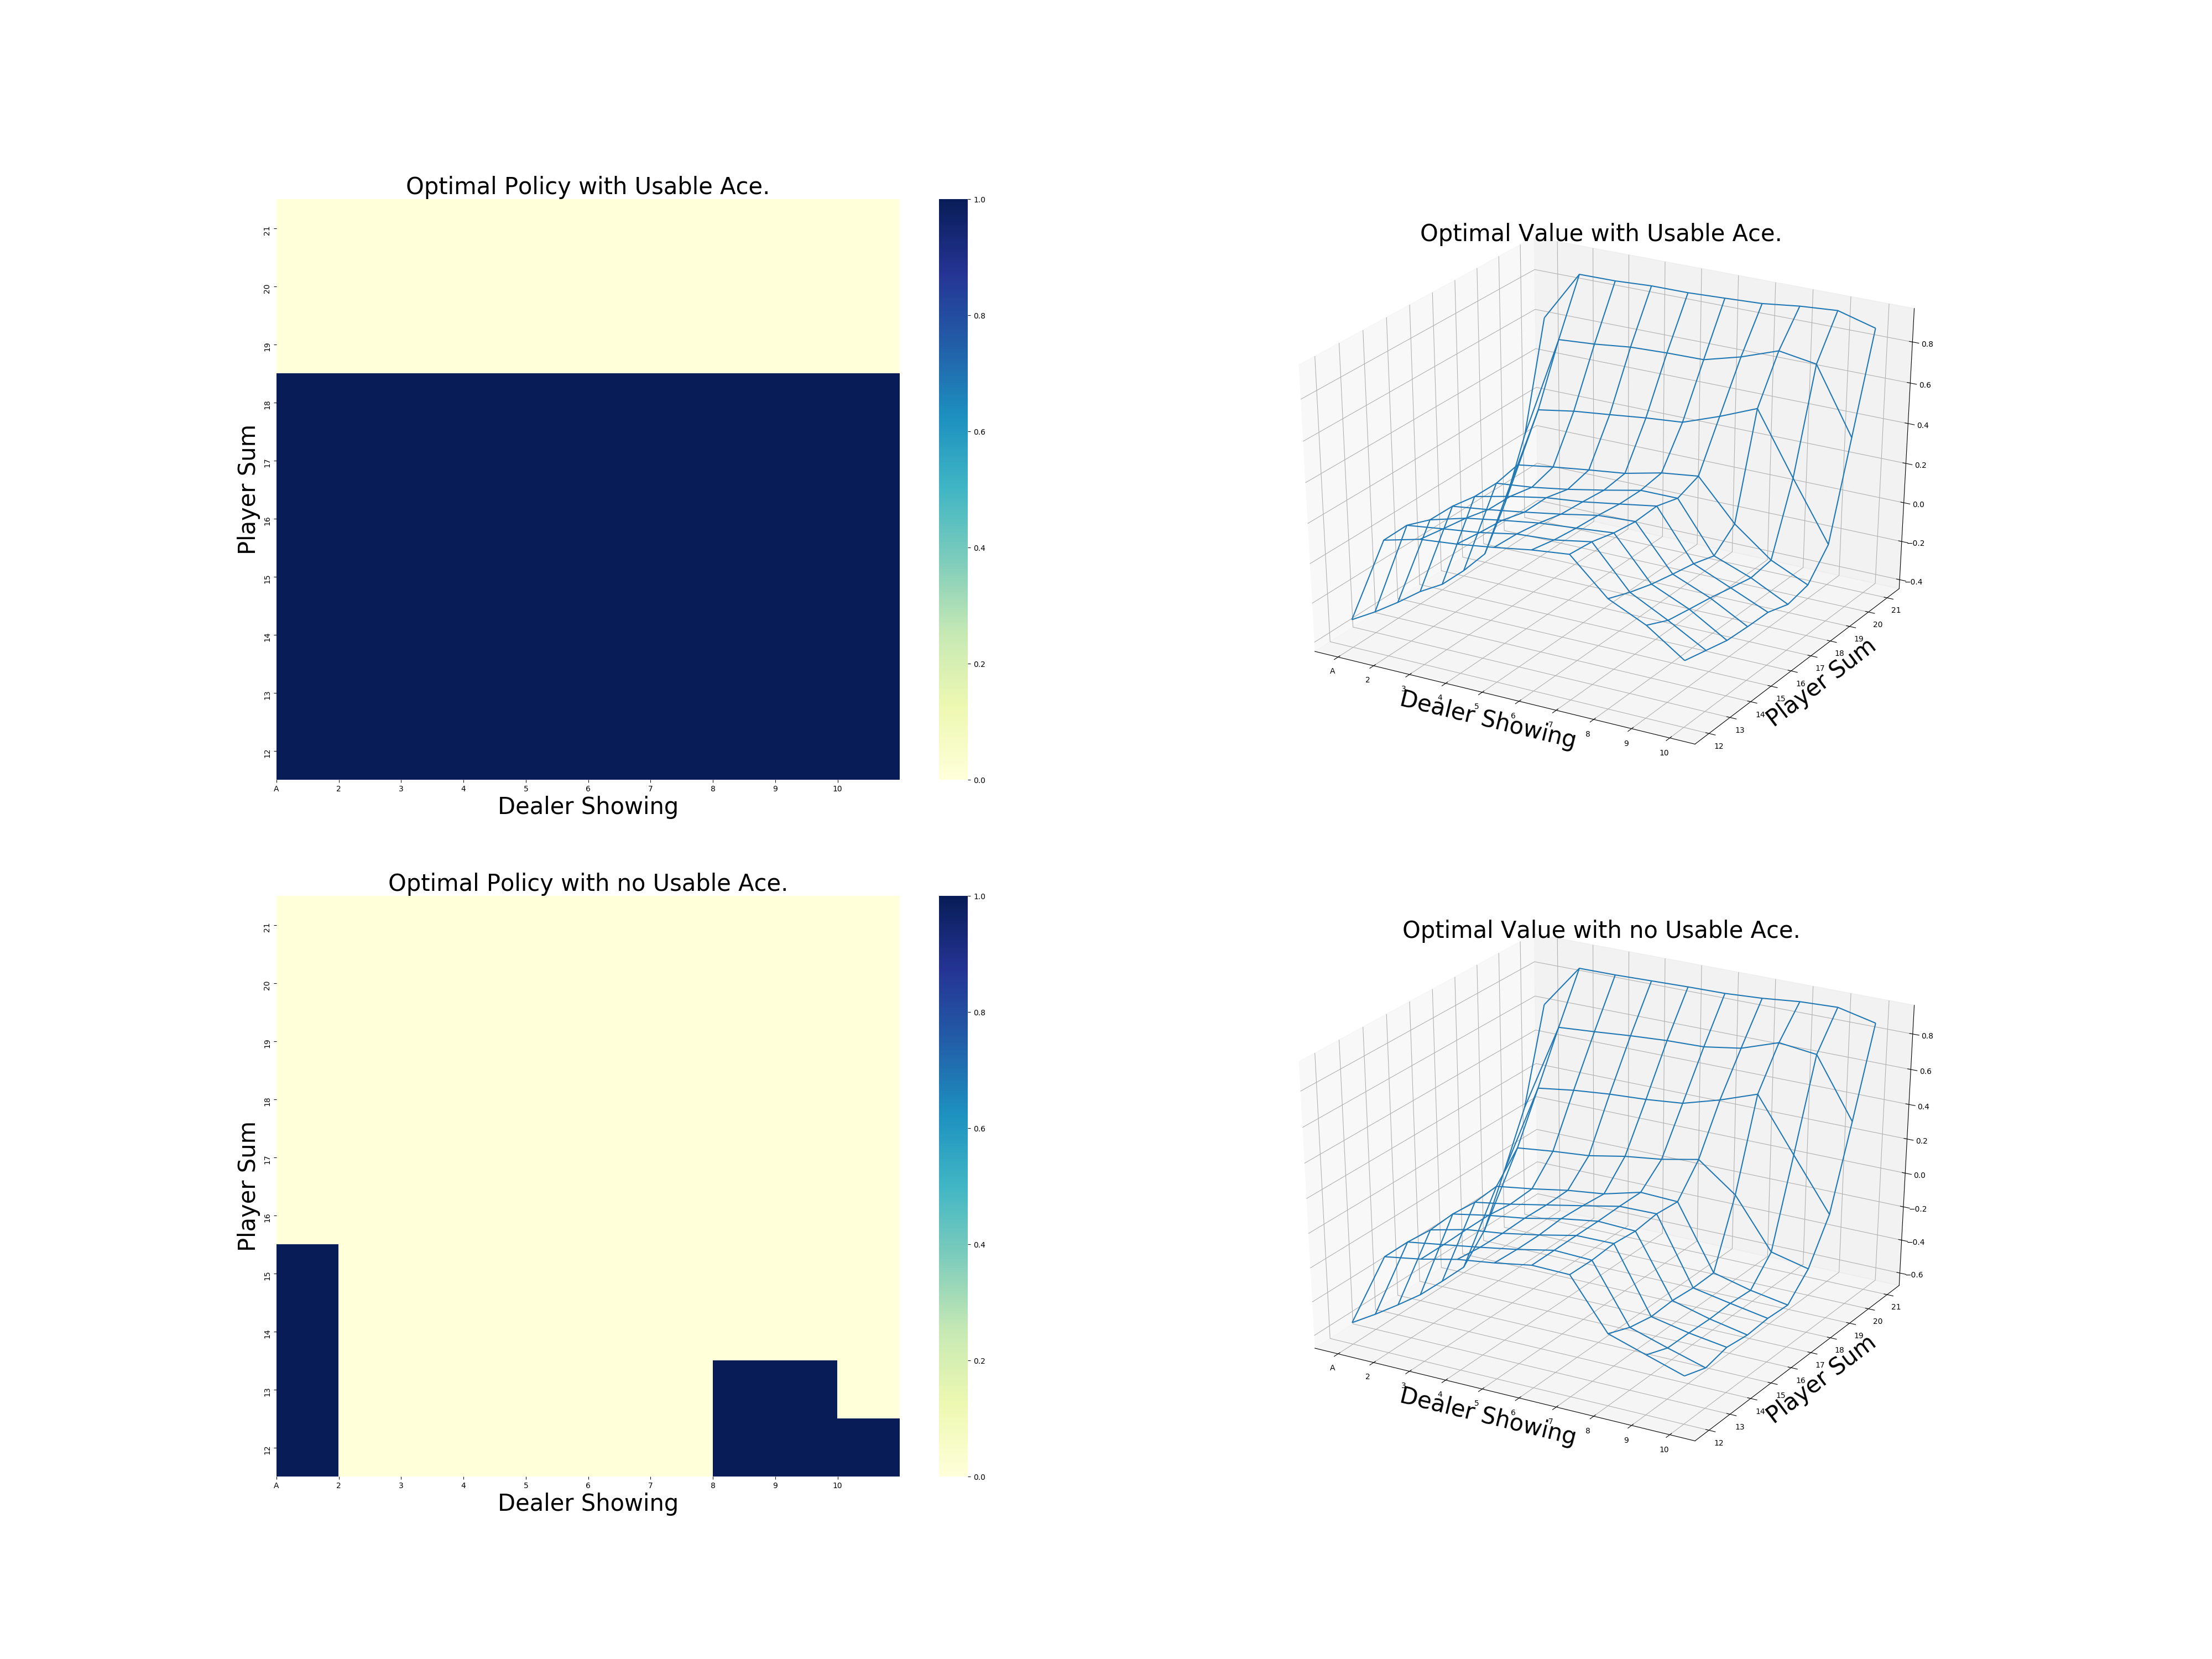 Optimal Policy with Usable Ace.
21
20
19
18
17
16
15
14
13
12
Player Sum
A 2 3 4 5 6 7 8 9 10
Dealer Showing
1.0
0.8
0.6
0.4
0.2
0.0
Optimal Value with Usable Ace.
0.8
0.6
0.4
0.2
0.0
−0.2
−0.4
A 2 3 4 5 6 7 8 9 10
Dealer Showing
12 13 14 15 16 17 18 19 20 21
Player Sum
Optimal Policy with no Usable Ace.
21
20
19
18
17
16
15
14
13
12
Player Sum
A 2 3 4 5 6 7 8 9 10
Dealer Showing
1.0
0.8
0.6
0.4
0.2
0.0
Optimal Value with no Usable Ace.
0.8
0.6
0.4
0.2
0.0
−0.2
−0.4
−0.6
A 2 3 4 5 6 7 8 9 10
Dealer Showing
12 13 14 15 16 17 18 19 20 21
Player Sum